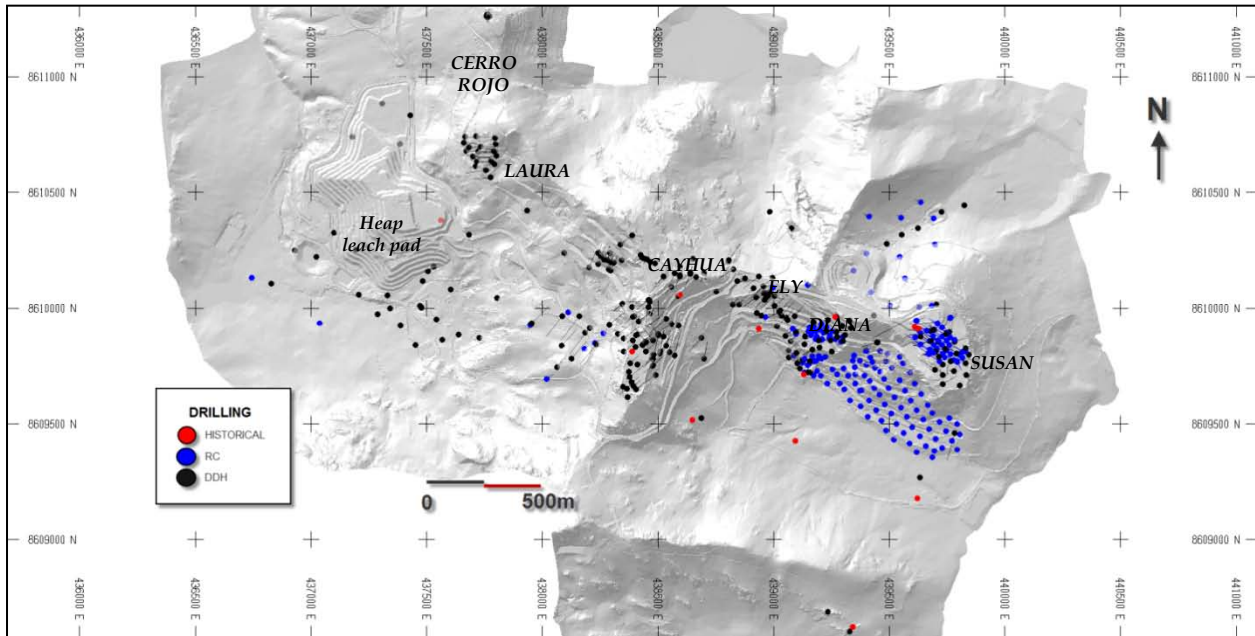 436000 E
436500 E
437000 E
437500 E
438000 E
438500 E
439000 E
439500 E
440000 E
440500 E
441000 E
CERRO
ROJO
8611000 N
8611000 N
N
LAURA
8610500 N
8610500 N
Heap
leach pad
CAYHUA
ELY
8610000 N
8610000 N
DIANA
SUSAN
DRILLING
HISTORICAL
RC
DDH
8609500 N
8609500 N
0
500m
8609000 N
8609000 N
436000 E
436500 E
437000 E
437500 E
438000 E
438500 E
439000 E
439500 E
440000 E
440500 E
441000 E